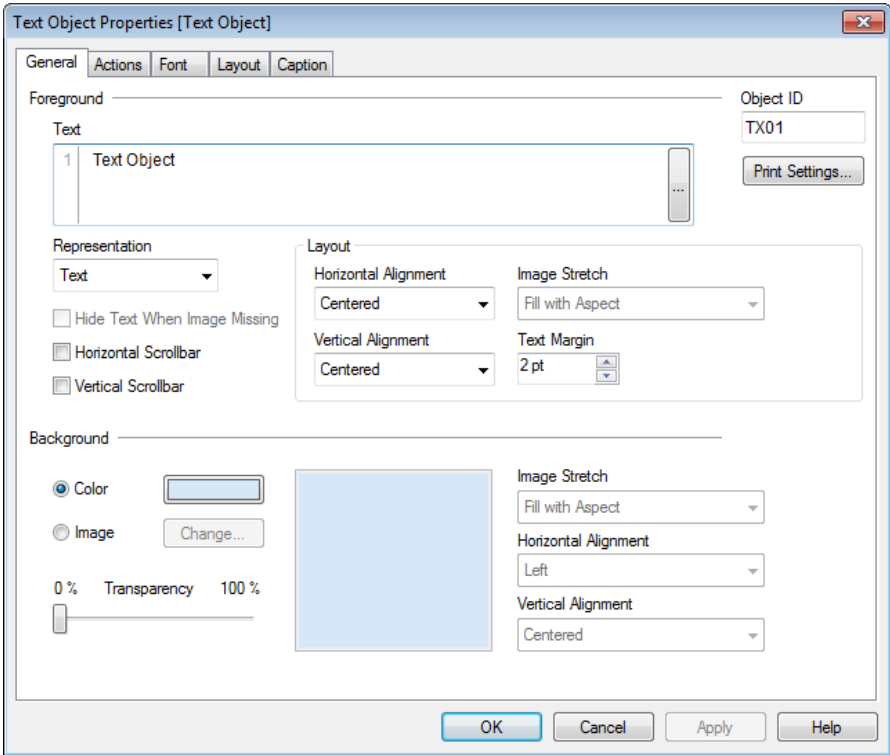 Text Object Properties [Text Object]
General Actions Font Layout Caption
Foreground
Object ID
Text
TX01
1 Text Object
...
Print Settings...
Representation
Layout
Text
Horizontal Alignment
Image Stretch
Centered
Fill with Aspect
Hide Text When Image Missing
Horizontal Scrollbar
Vertical Alignment
Text Margin
Centered
2 pt
Vertical Scrollbar
Background
Color
Image Stretch
Fill with Aspect
Image
Change...
Horizontal Alignment
Left
0 % Transparency 100 %
Vertical Alignment
Centered
OK Cancel Apply Help